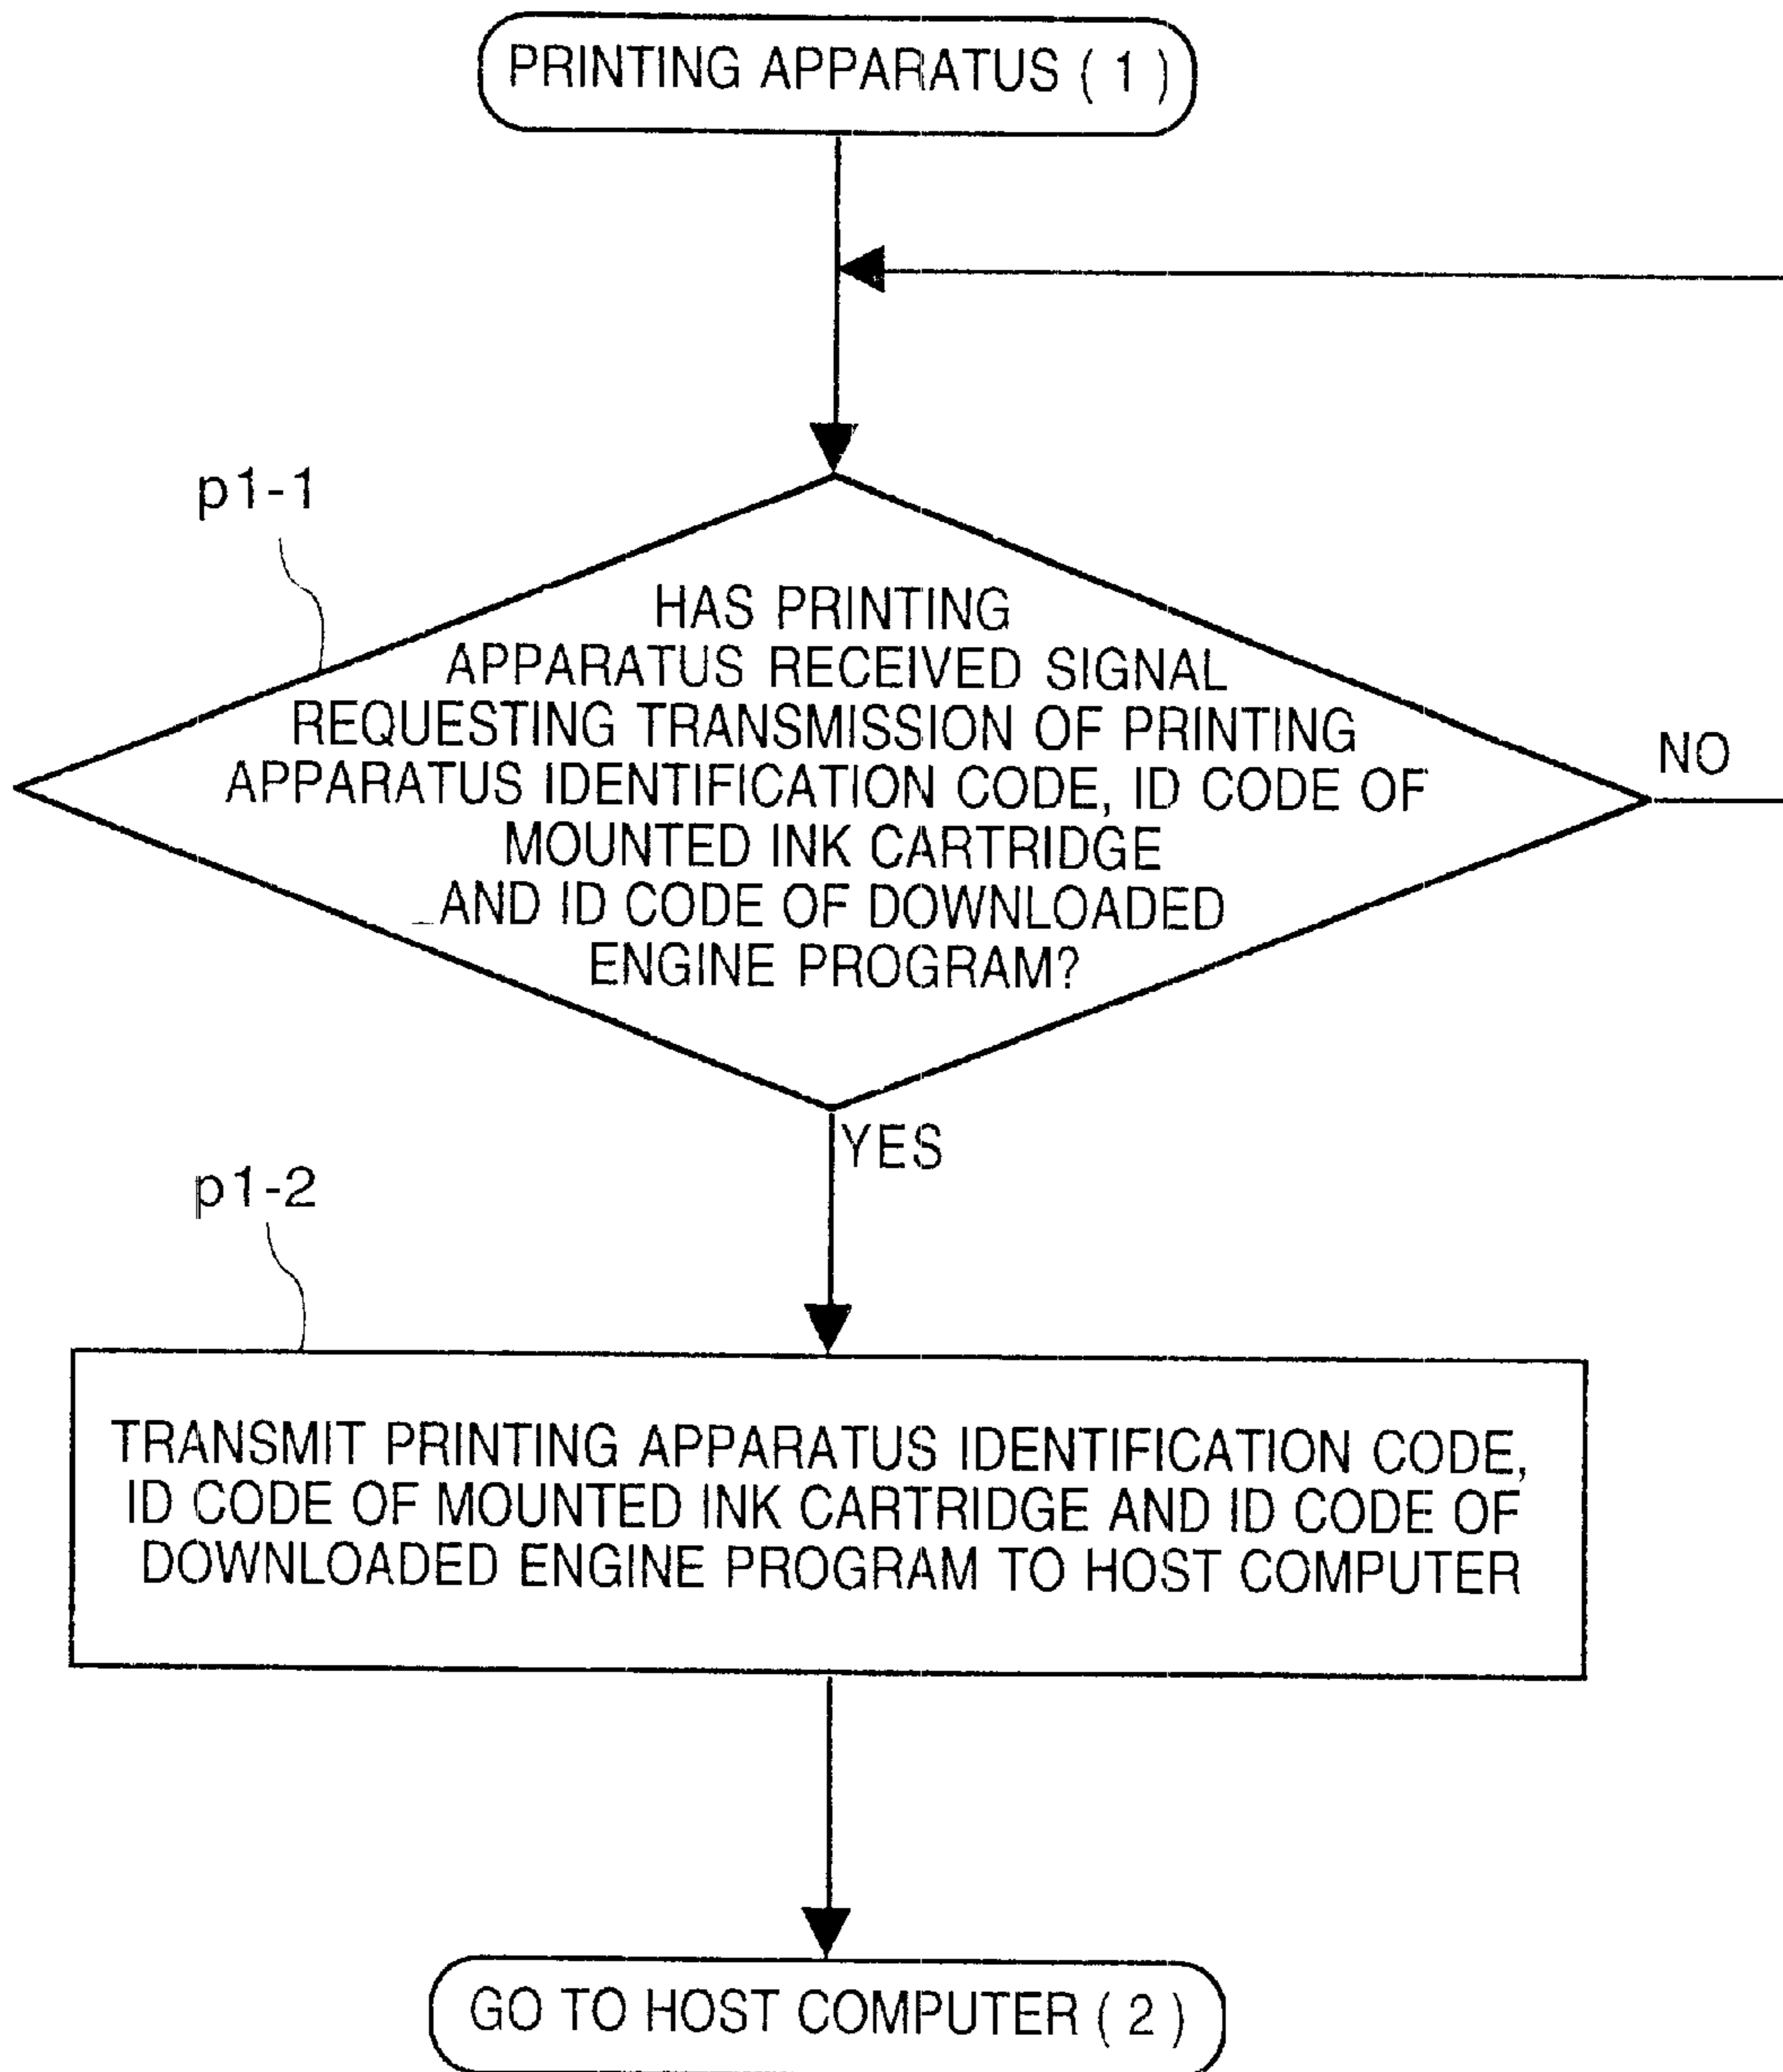 PRINTING APPARATUS ( 1 )
p1-1
HAS PRINTING
APPARATUS RECEIVED SIGNAL
REQUESTING TRANSMISSION OF PRINTING
APPARATUS IDENTIFICATION CODE, ID CODE OF
MOUNTED INK CARTRIDGE
AND ID CODE OF DOWNLOADED
ENGINE PROGRAM?
NO
YES
p1-2
TRANSMIT PRINTING APPARATUS IDENTIFICATION CODE,
ID CODE OF MOUNTED INK CARTRIDGE AND ID CODE OF
DOWNLOADED ENGINE PROGRAM TO HOST COMPUTER
GO TO HOST COMPUTER ( 2 )